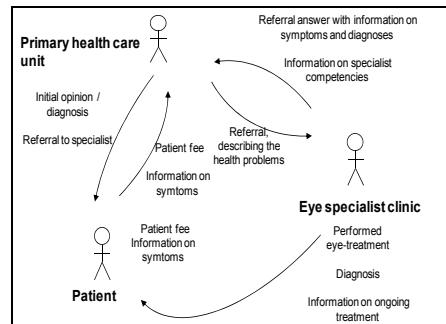 Referral answer with information on
symptoms and diagnoses
Information on specialist
competencies
Primary health care
unit
Initial opinion /
diagnosis
Referral to specialist
Patient fee
Information on
symtoms
Referral,
describing the
health problems
Eye specialist clinic
Performed
eye-treatment
Diagnosis
Information on ongoing
treatment
Patient fee
Information on
symtoms
Patient